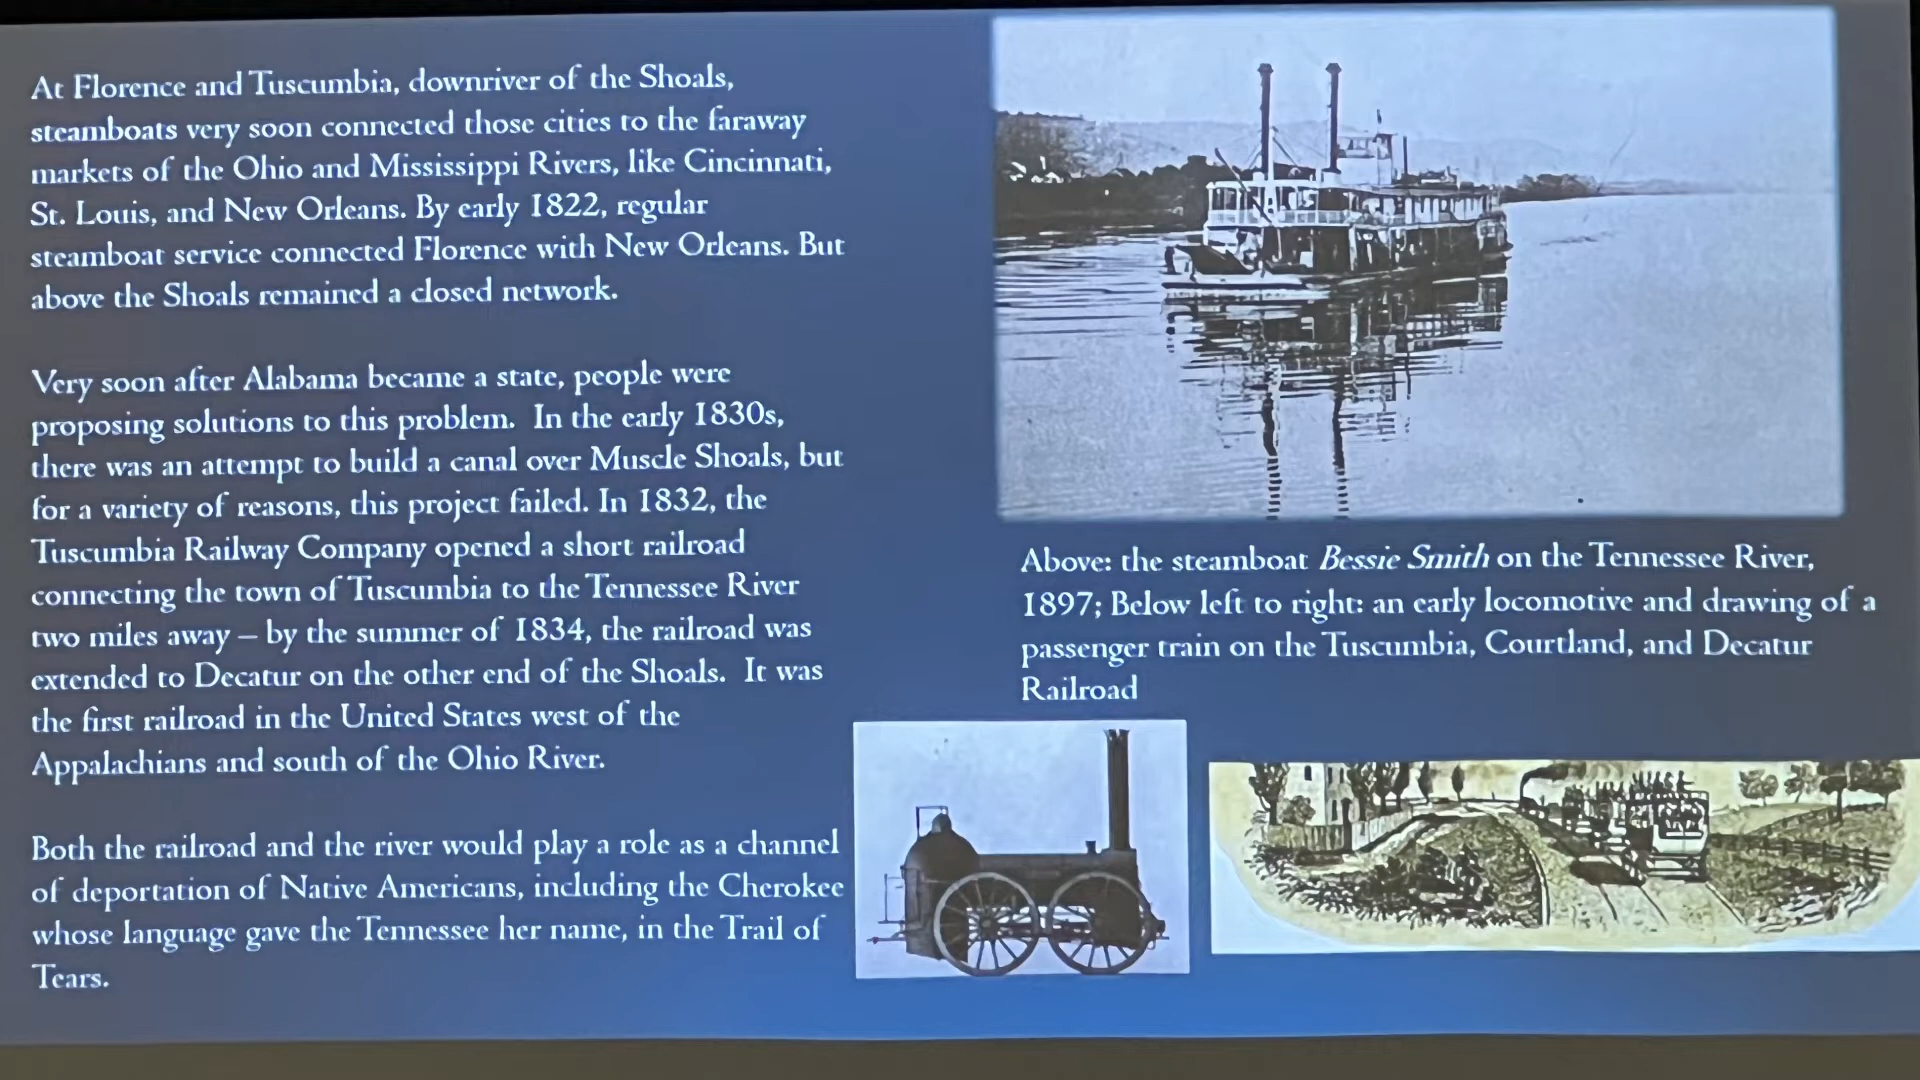 At Florence and Tuscumbia, downriver of the Shoals,
steamboats very soon connected those cities to the faraway
markets of the Ohio and Mississippi Rivers, like Cincinnati,
St. Louis, and New Orleans. By early 1822, regular
steamboat service connected Florence with New Orleans. But
above the Shoals remained a closed network.
Very soon after Alabama became a state, people were
proposing solutions to this problem. In the early 1830s,
there was an attempt to build a canal over Muscle Shoals, but
for a variety of reasons, this project failed. In 1832, the
Tuscumbia Railway Company opened a short railroad
connecting the town of Tuscumbia to the Tennessee River
two miles away – by the summer of 1834, the railroad was
extended to Decatur on the other end of the Shoals. It was
the first railroad in the United States west of the
Appalachians and south of the Ohio River.
Both the railroad and the river would play a role as a channel
of deportation of Native Americans, including the Cherokee
whose language gave the Tennessee her name, in the Trail of
Tears.
Above: the steamboat Bessie Smith on the Tennessee River,
1897; Below left to right: an early locomotive and drawing of a
passenger train on the Tuscumbia, Courtland, and Decatur
Railroad